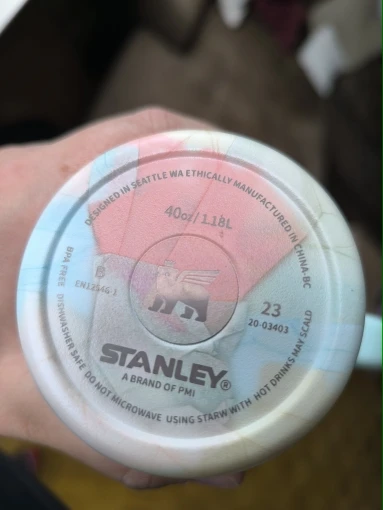 DESIGNED IN SEATTLE WA ETHICALLY MANUFACTURED IN CHINA·BC
40oz/1.18L
EN12546-1
23
20-03403
STANLEY®
A BRAND OF PMI
BPA FREE DISHWASHER SAFE DO NOT MICROWAVE USING STARW WITH HOT DRINKS MAY SCALD